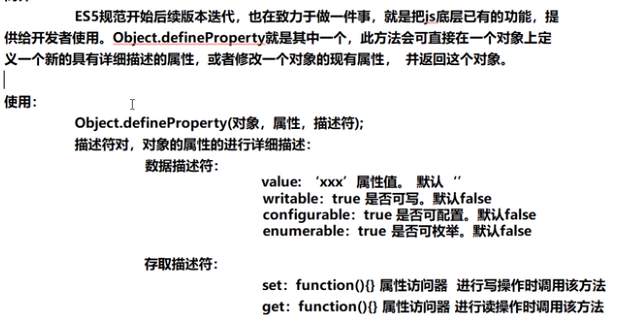 ES5规范开始后续版本迭代，也在致力于做一件事，就是把js底层已有的功能，提
供给开发者使用。Object.defineProperty就是其中一个，此方法会可直接在一个对象上定
义一个新的具有详细描述的属性，或者修改一个对象的现有属性， 并返回这个对象。
使用：
Object.defineProperty(对象，属性，描述符);
描述符对，对象的属性的进行详细描述：
数据描述符：
value: ‘xxx’属性值。 默认 ‘’
writable：true 是否可写。默认false
configurable：true 是否可配置。默认false
enumerable：true 是否可枚举。默认false
存取描述符：
set：function(){} 属性访问器 进行写操作时调用该方法
get：function(){} 属性访问器 进行读操作时调用该方法